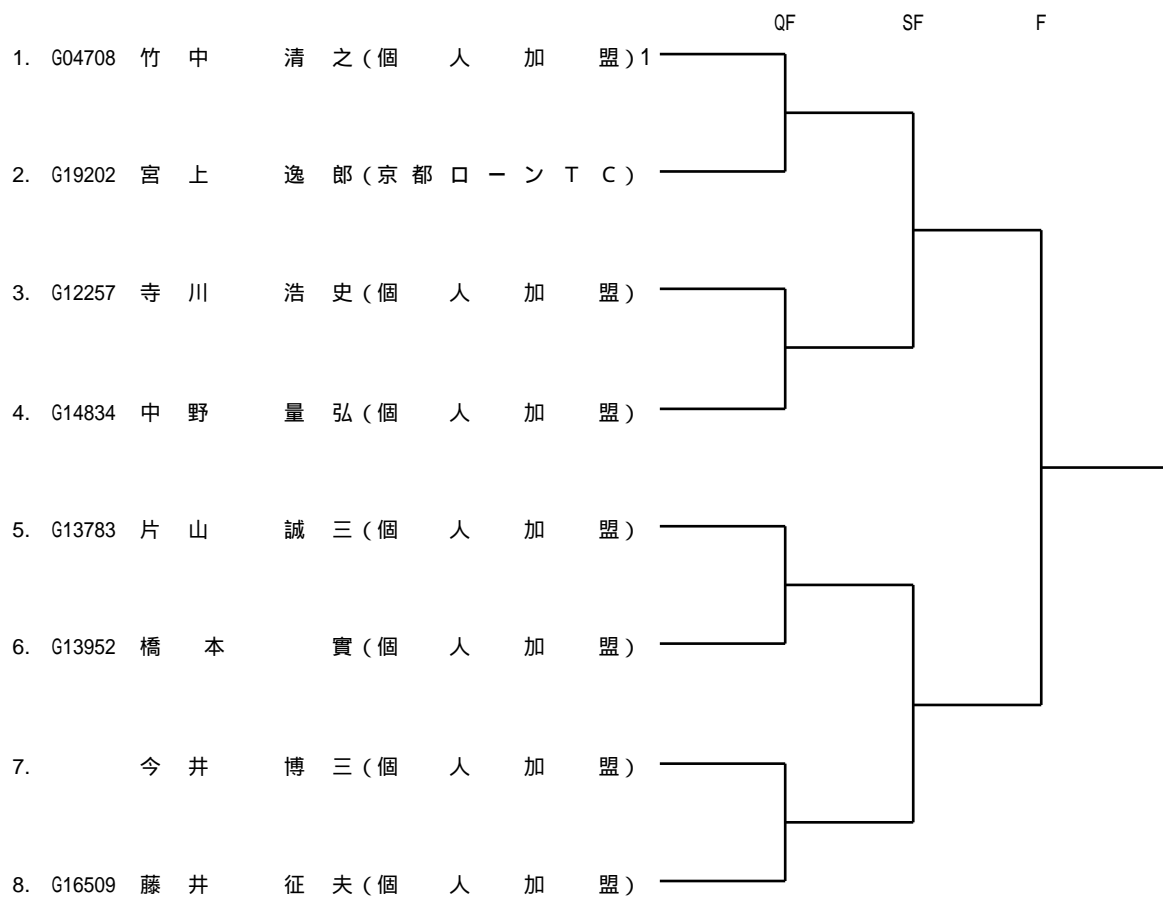 QF SF F
1. G04708 竹中 清之(個人加盟)1
2. G19202 宮上 逸郎(京都ローンTC)
3. G12257 寺川 浩史(個人加盟)
4. G14834 中野 量弘(個人加盟)
5. G13783 片山 誠三(個人加盟)
6. G13952 橋本 實(個人加盟)
7. 今井 博三(個人加盟)
8. G16509 藤井 征夫(個人加盟)